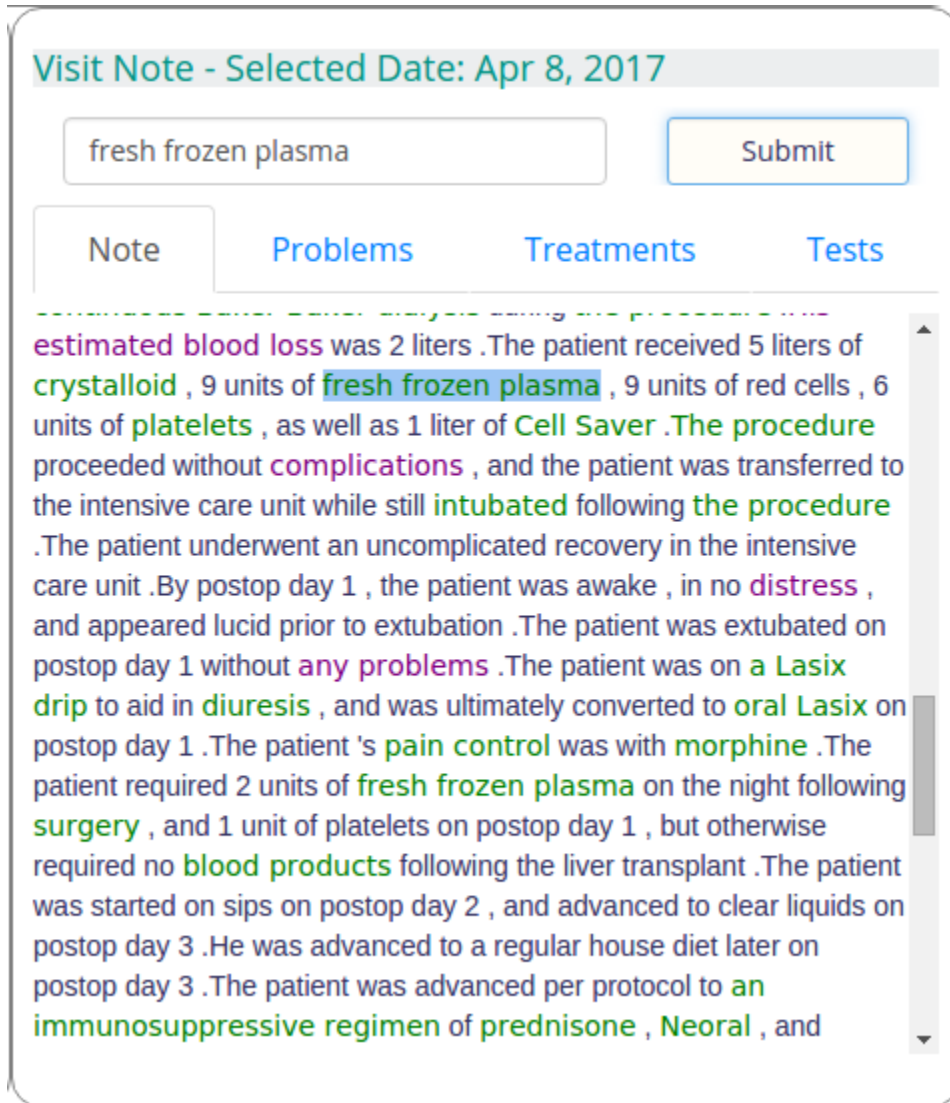 Visit Note - Selected Date: Apr 8, 2017
fresh frozen plasma
Submit
Note Problems Treatments Tests
estimated blood loss was 2 liters .The patient received 5 liters of
crystalloid , 9 units of fresh frozen plasma , 9 units of red cells , 6
units of platelets , as well as 1 liter of Cell Saver .The procedure
proceeded without complications , and the patient was transferred to
the intensive care unit while still intubated following the procedure
.The patient underwent an uncomplicated recovery in the intensive
care unit .By postop day 1 , the patient was awake , in no distress ,
and appeared lucid prior to extubation .The patient was extubated on
postop day 1 without any problems .The patient was on a Lasix
drip to aid in diuresis , and was ultimately converted to oral Lasix on
postop day 1 .The patient 's pain control was with morphine .The
patient required 2 units of fresh frozen plasma on the night following
surgery , and 1 unit of platelets on postop day 1 , but otherwise
required no blood products following the liver transplant .The patient
was started on sips on postop day 2 , and advanced to clear liquids on
postop day 3 .He was advanced to a regular house diet later on
postop day 3 .The patient was advanced per protocol to an
immunosuppressive regimen of prednisone , Neoral , and